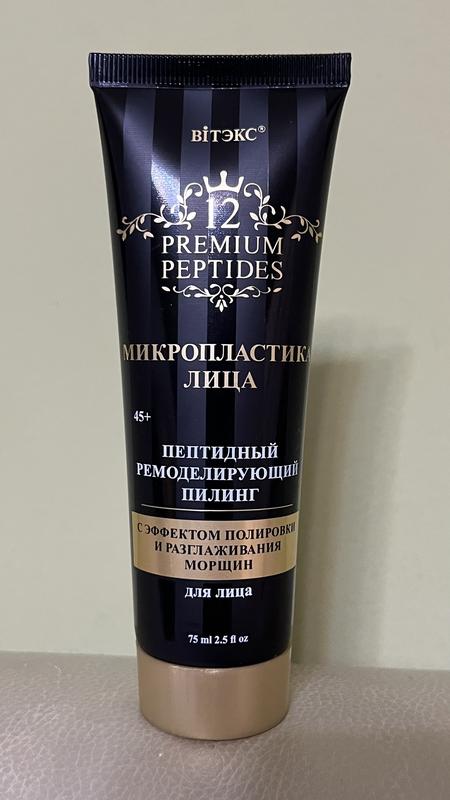 вiтэкс®
12
PREMIUM
PEPTIDES
МИКРОПЛАСТИКА
ЛИЦА
45+
ПЕПТИДНЫЙ
РЕМОДЕЛИРУЮЩИЙ
ПИЛИНГ
С ЭФФЕКТОМ ПОЛИРОВКИ
И РАЗГЛАЖИВАНИЯ
МОРЩИН
для лица
75 ml 2.5 fl oz